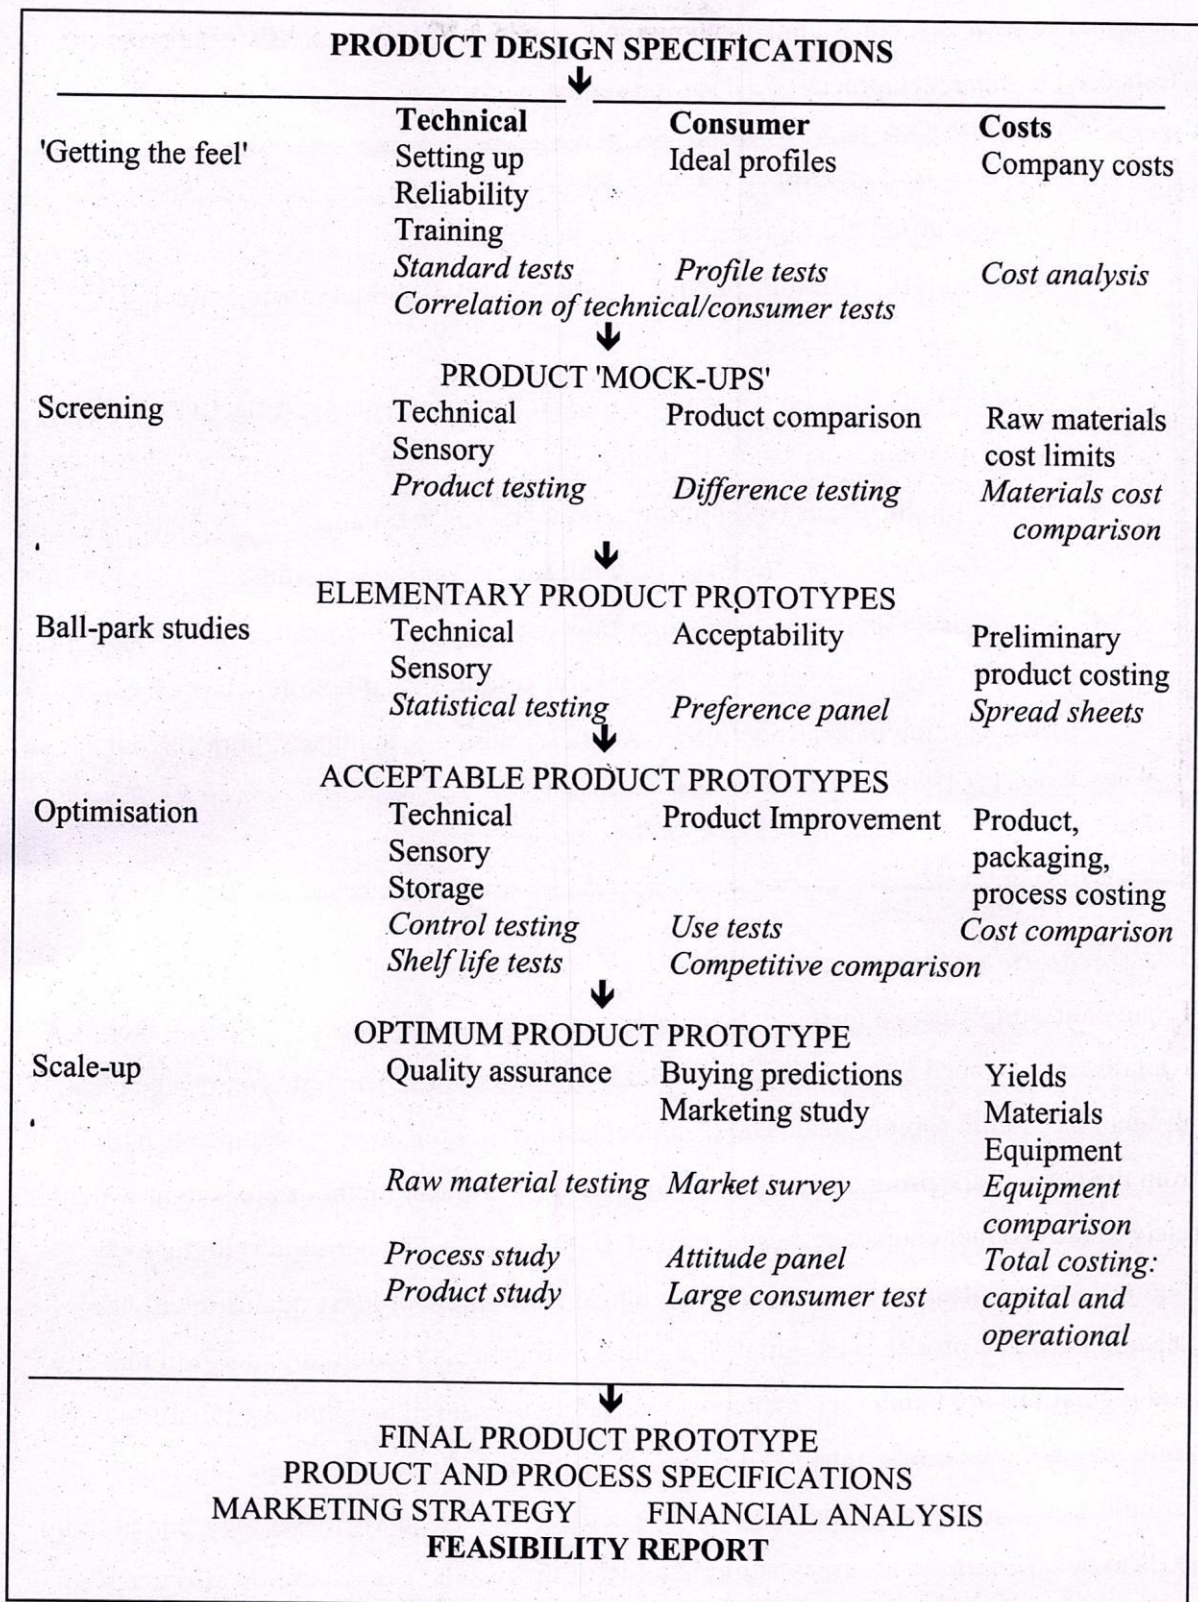 PRODUCT DESIGN SPECIFICATIONS
Technical Consumer Costs
'Getting the feel' Setting up Ideal profiles Company costs
Reliability
Training
Standard tests Profile tests Cost analysis
Correlation of technical/consumer tests
PRODUCT 'MOCK-UPS'
Screening Technical Product comparison Raw materials
Sensory cost limits
Product testing Difference testing Materials cost
comparison
ELEMENTARY PRODUCT PROTOTYPES
Ball-park studies Technical Acceptability Preliminary
Sensory product costing
Statistical testing Preference panel Spread sheets
ACCEPTABLE PRODUCT PROTOTYPES
Optimisation Technical Product Improvement Product,
Sensory packaging,
Storage process costing
Control testing Use tests Cost comparison
Shelf life tests Competitive comparison
OPTIMUM PRODUCT PROTOTYPE
Scale-up Quality assurance Buying predictions Yields
Marketing study Materials
Equipment
Raw material testing Market survey Equipment
comparison
Process study Attitude panel Total costing:
Product study Large consumer test capital and
operational
FINAL PRODUCT PROTOTYPE
PRODUCT AND PROCESS SPECIFICATIONS
MARKETING STRATEGY FINANCIAL ANALYSIS
FEASIBILITY REPORT